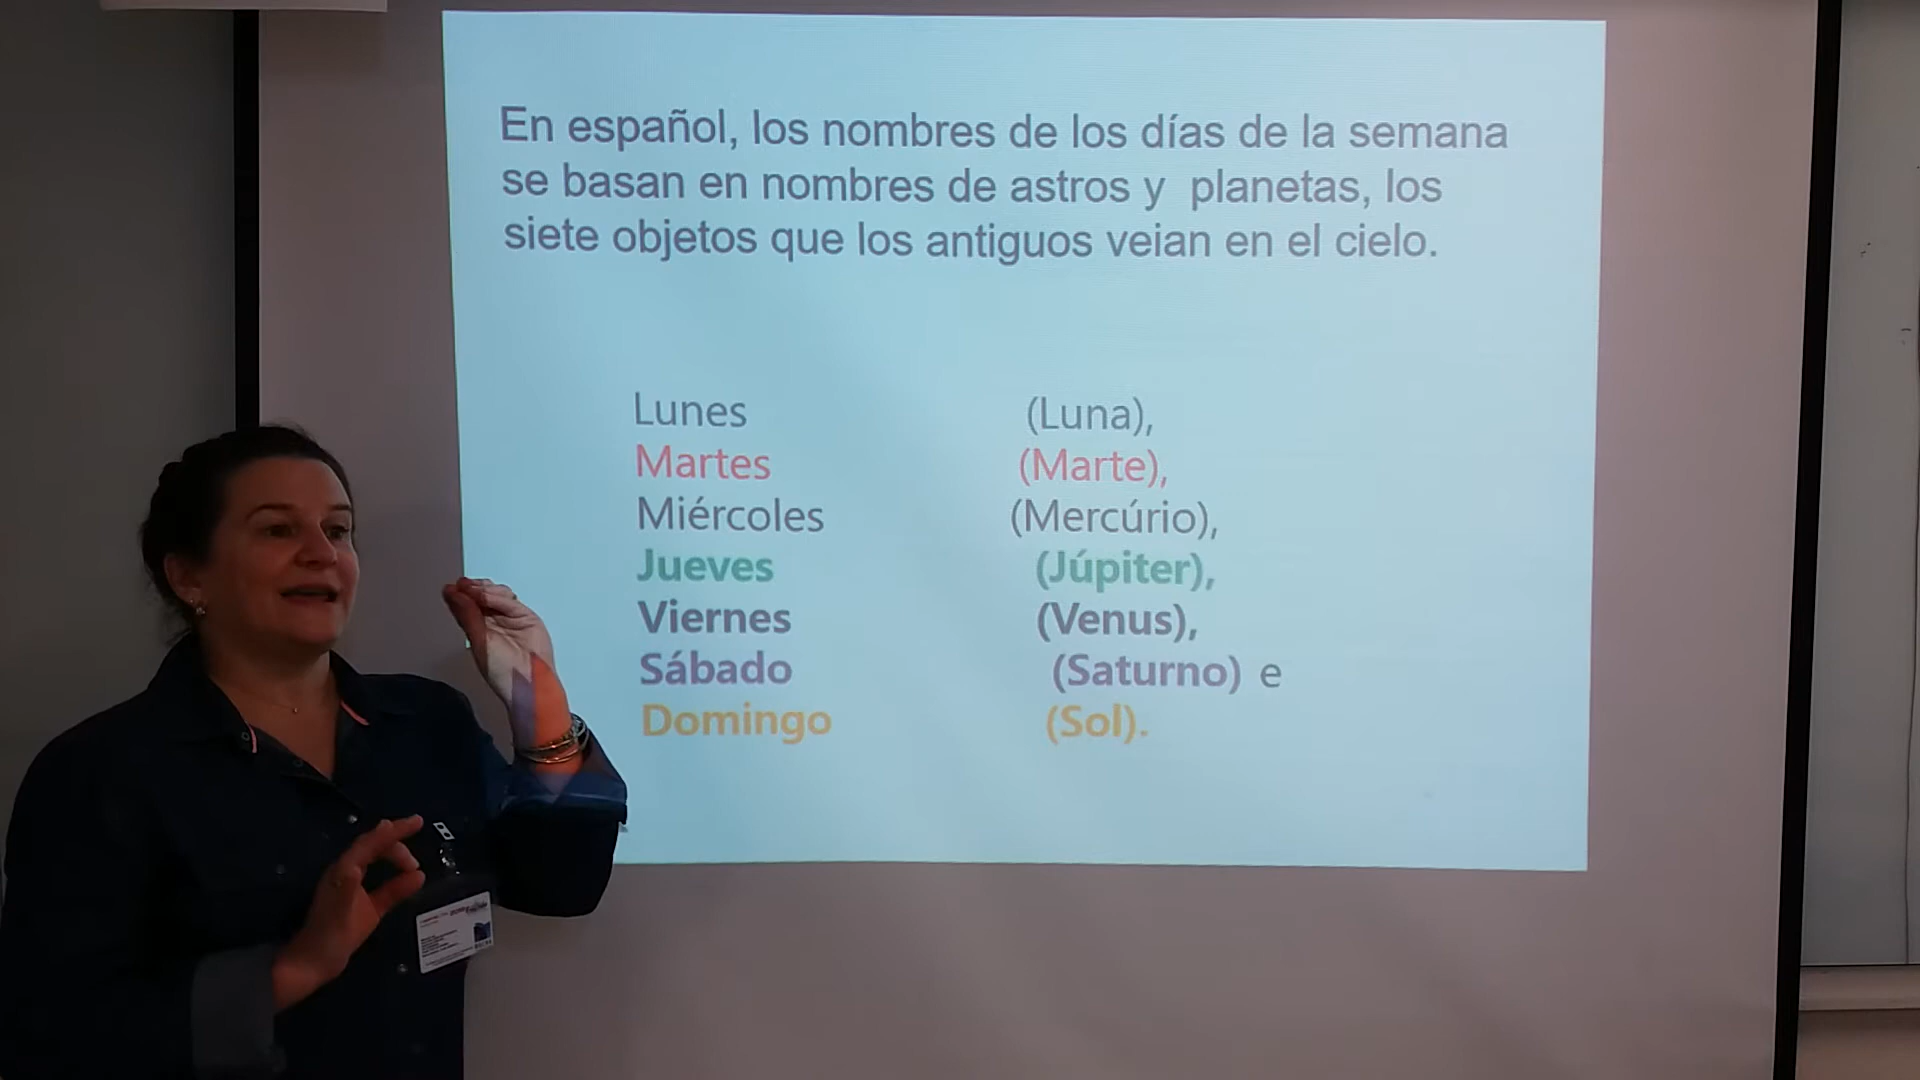 En español, los nombres de los días de la semana
se basan en nombres de astros y planetas, los
siete objetos que los antiguos veian en el cielo.
Lunes (Luna),
Martes (Marte),
Miércoles (Mercúrio),
Jueves (Júpiter),
Viernes (Venus),
Sábado (Saturno) e
Domingo (Sol).